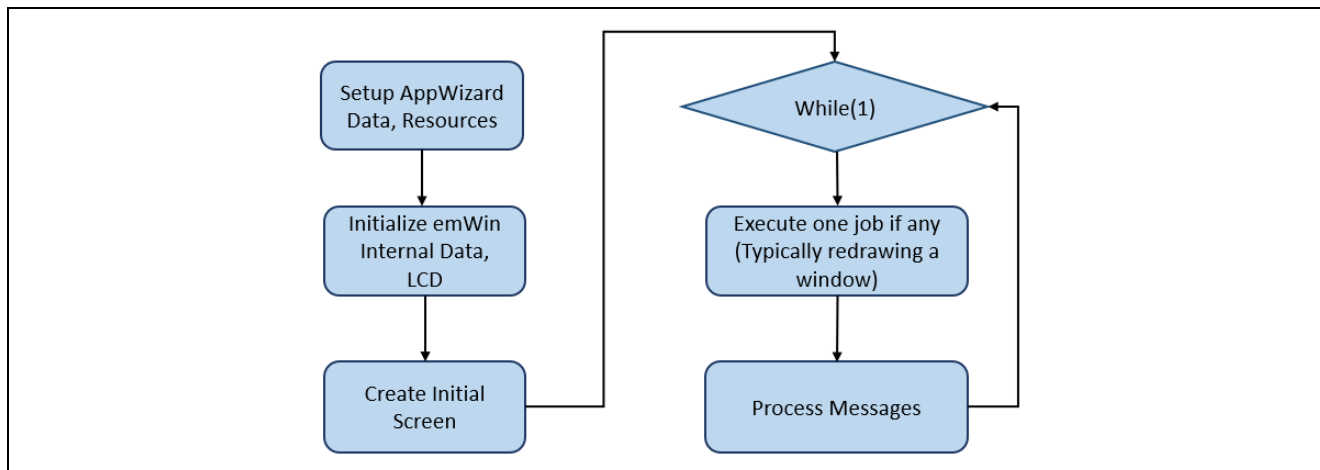 Setup AppWizard
Data, Resources
Initialize emWin
Internal Data,
LCD
Create Initial
Screen
While(1)
Execute one job if any
(Typically redrawing a
window)
Process Messages